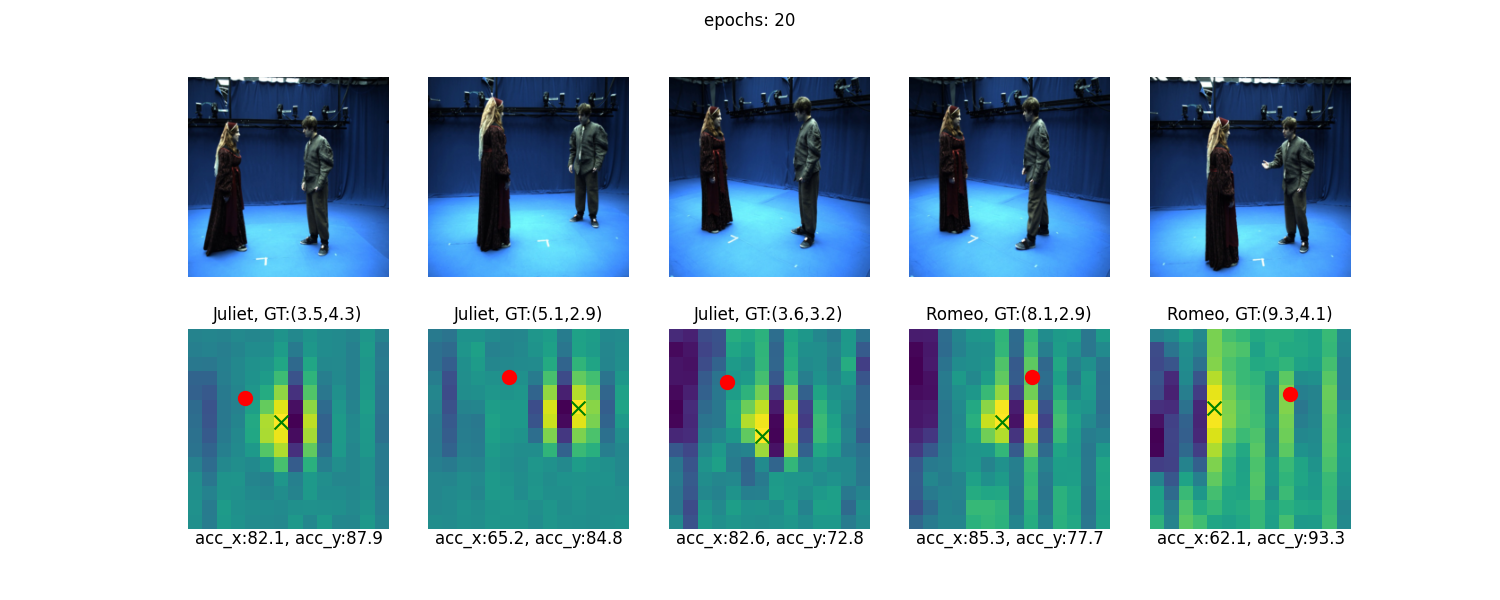 epochs: 20
Juliet, GT:(3.5,4.3)
Juliet, GT:(5.1,2.9)
Juliet, GT:(3.6,3.2)
Romeo, GT:(8.1,2.9)
Romeo, GT:(9.3,4.1)
acc_x:82.1, acc_y:87.9
acc_x:65.2, acc_y:84.8
acc_x:82.6, acc_y:72.8
acc_x:85.3, acc_y:77.7
acc_x:62.1, acc_y:93.3